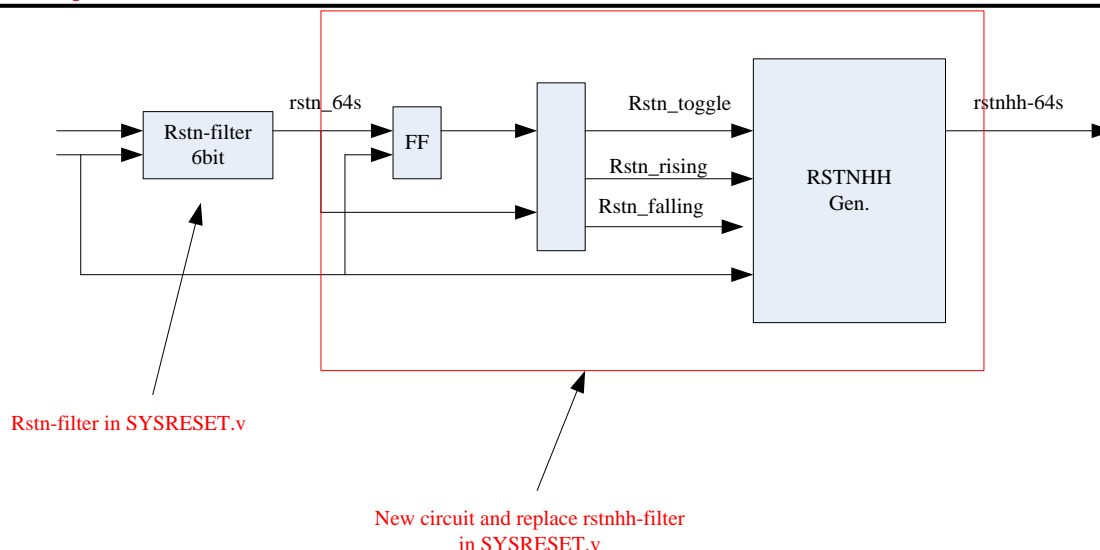 rstn_64s
Rstn_toggle
rstnhh-64s
Rstn-filter
6bit
FF
Rstn_rising
RSTNHH
Gen.
Rstn_falling
Rstn-filter in SYSRESET.v
New circuit and replace rstnhh-filter
in SYSRESET.v